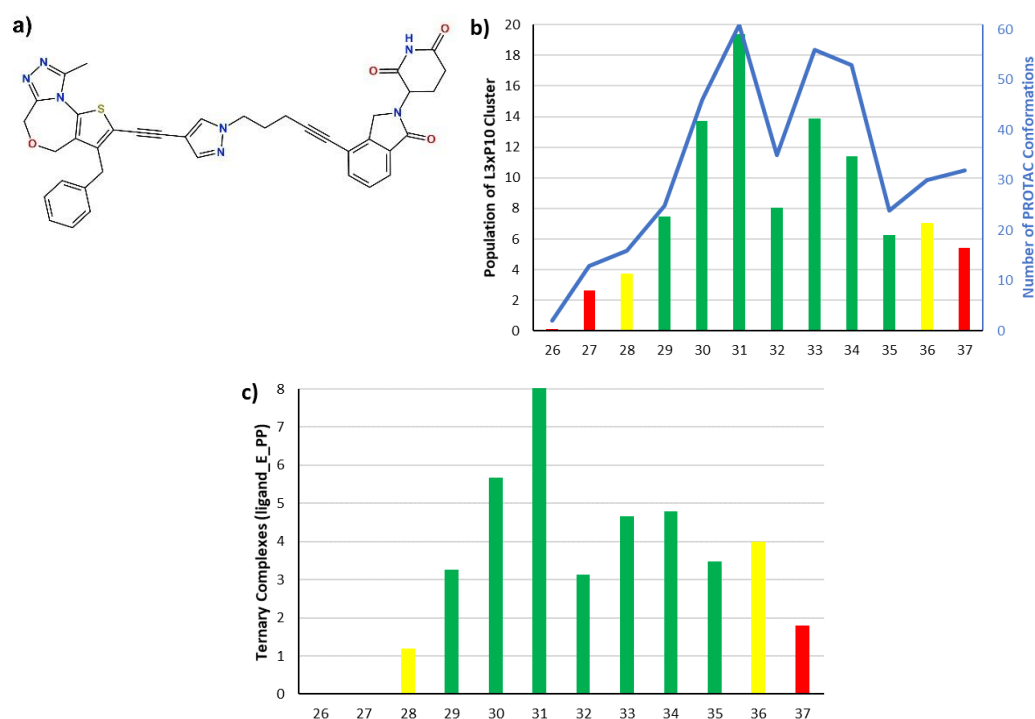 a)
H
N
O
O
N
O
N
N
N
S
O
N
N
b)
Population of L3xP10 Cluster
20
18
16
14
12
10
8
6
4
2
0
60
50
40
30
20
10
0
Number of PROTAC Conformations
26 27 28 29 30 31 32 33 34 35 36 37
c)
Ternary Complexes (ligand_E_PP)
8
7
6
5
4
3
2
1
0
26 27 28 29 30 31 32 33 34 35 36 37